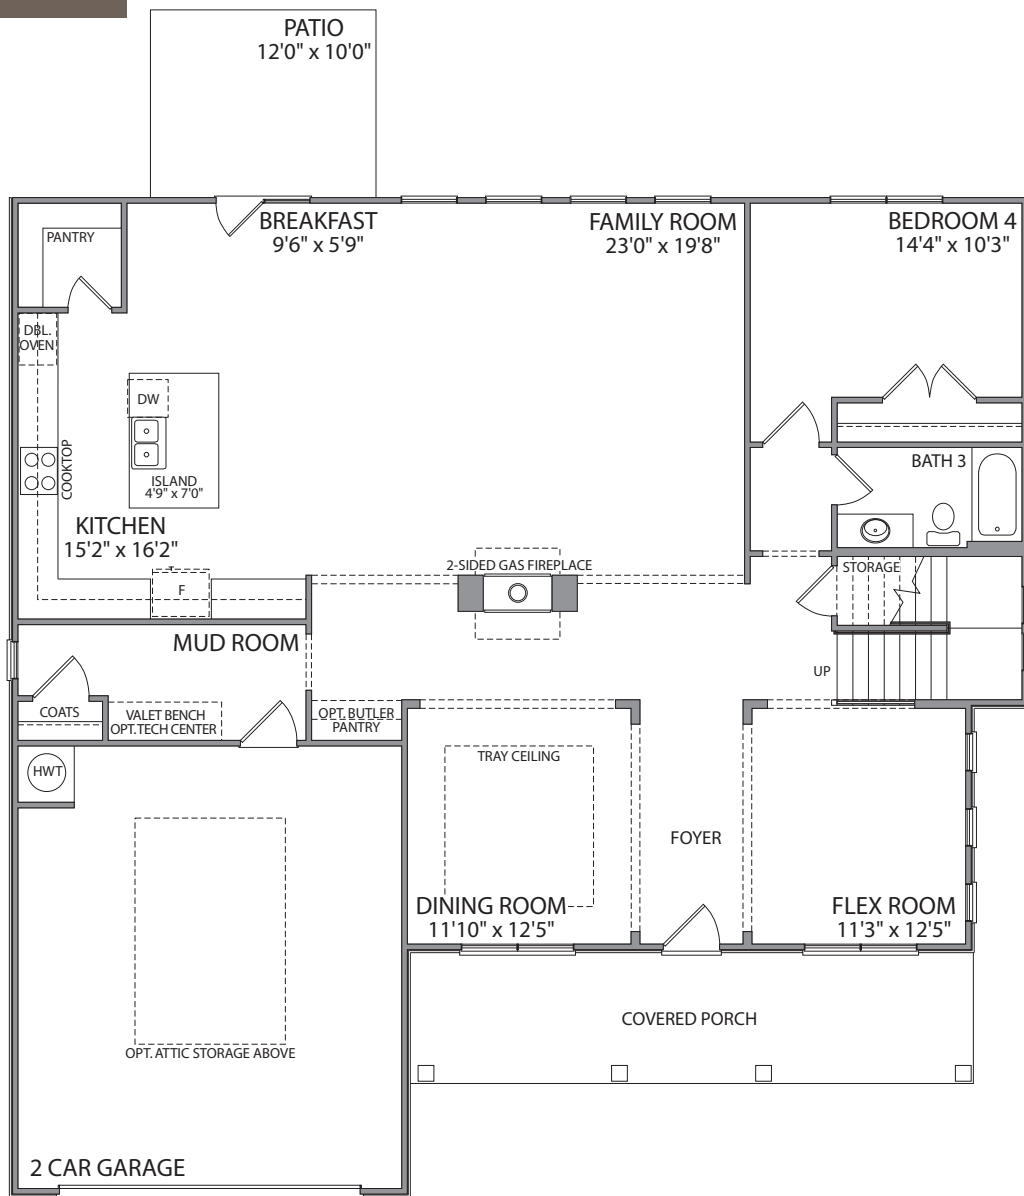 PATIO
12'0" x 10'0"
BREAKFAST
9'6" x 5'9"
FAMILY ROOM
23'0" x 19'8"
BEDROOM 4
14'4" x 10'3"
PANTRY
DBL.
OVEN
DW
COOKTOP
ISLAND
4'9" x 7'0"
BATH 3
KITCHEN
15'2" x 16'2"
F
2-SIDED GAS FIREPLACE
STORAGE
MUD ROOM
UP
COATS
VALET BENCH
OPT. TECH CENTER
OPT. BUTLER
PANTRY
HWT
TRAY CEILING
FOYER
DINING ROOM
11'10" x 12'5"
FLEX ROOM
11'3" x 12'5"
COVERED PORCH
OPT. ATTIC STORAGE ABOVE
2 CAR GARAGE